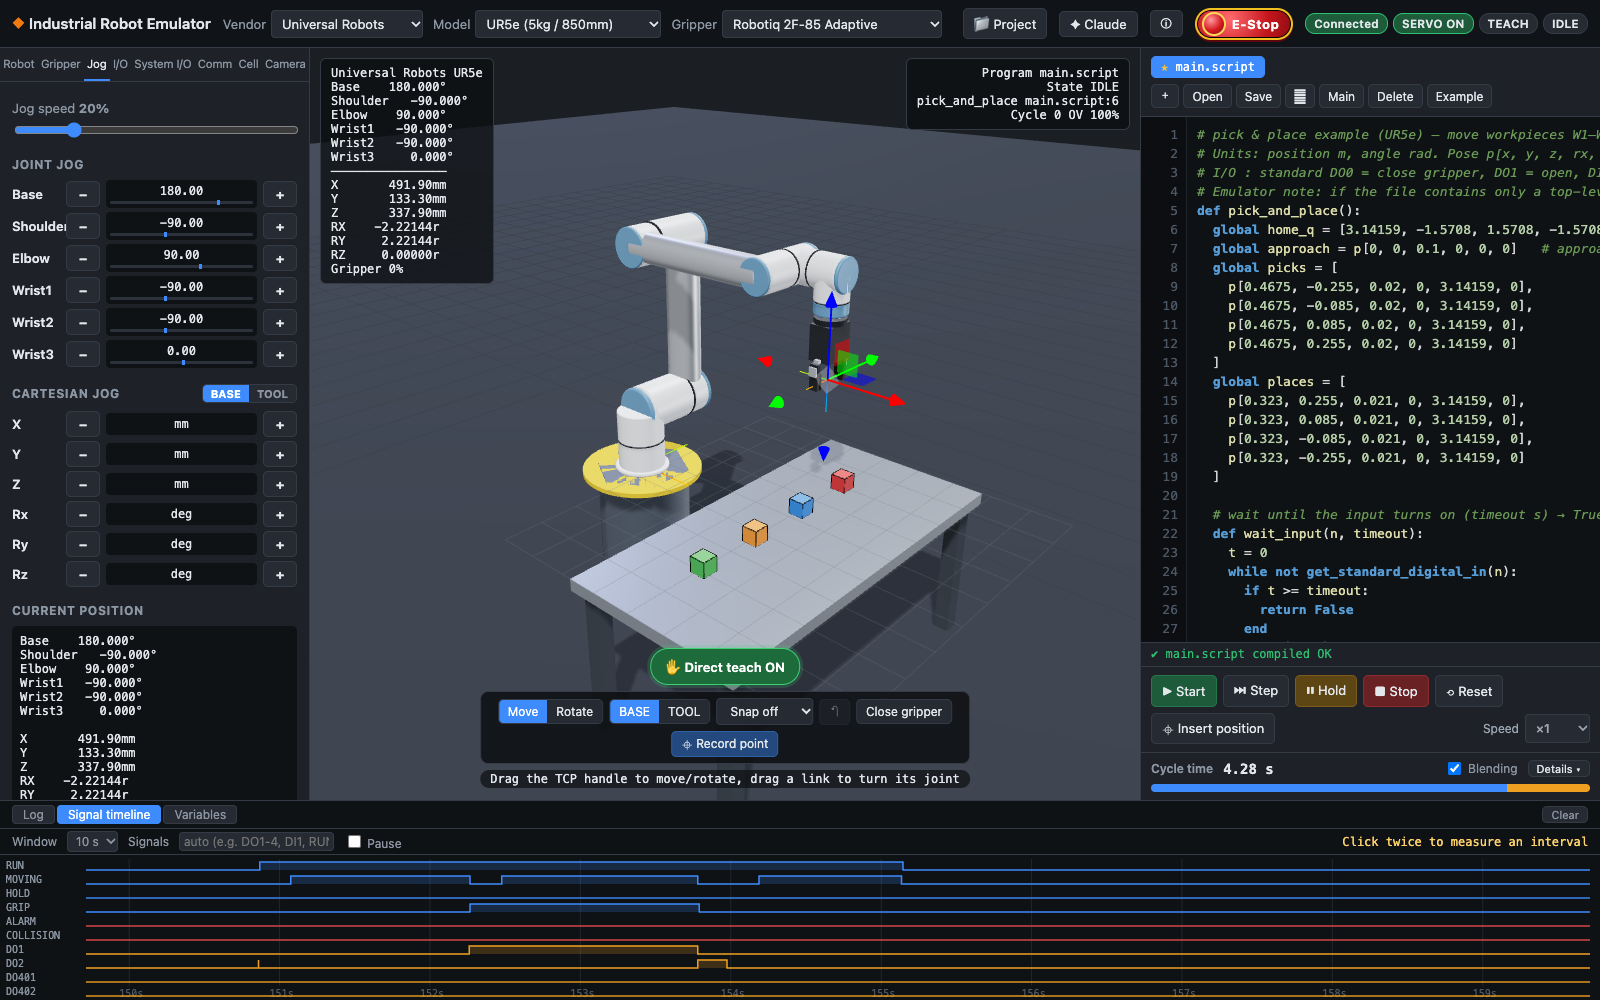 Industrial Robot Emulator
Vendor Universal Robots Model UR5e (5kg / 850mm) Gripper Robotiq 2F-85 Adaptive Project Claude E-Stop Connected SERVO ON TEACH IDLE
Robot Gripper Jog I/O System I/O Comm Cell Camera
Jog speed 20%
JOINT JOG
Base − 180.00 +
Shoulder − -90.00 +
Elbow − 90.00 +
Wrist1 − -90.00 +
Wrist2 − -90.00 +
Wrist3 − 0.00 +
CARTESIAN JOG BASE TOOL
X − mm +
Y − mm +
Z − mm +
Rx − deg +
Ry − deg +
Rz − deg +
CURRENT POSITION
Base 180.000°
Shoulder -90.000°
Elbow 90.000°
Wrist1 -90.000°
Wrist2 -90.000°
Wrist3 0.000°
X 491.90mm
Y 133.30mm
Z 337.90mm
RX -2.22144r
RY 2.22144r
Universal Robots UR5e
Base 180.000°
Shoulder -90.000°
Elbow 90.000°
Wrist1 -90.000°
Wrist2 -90.000°
Wrist3 0.000°
X 491.90mm
Y 133.30mm
Z 337.90mm
RX -2.22144r
RY 2.22144r
RZ 0.00000r
Gripper 0%
Program main.script
State IDLE
pick_and_place main.script:6
Cycle 0 OV 100%
Direct teach ON
Move Rotate BASE TOOL Snap off Close gripper
Record point
Drag the TCP handle to move/rotate, drag a link to turn its joint
★ main.script
+ Open Save Main Delete Example
1 # pick & place example (UR5e) — move workpieces W1–
2 # Units: position m, angle rad. Pose p[x, y, z, rx,
3 # I/O : standard DO0 = close gripper, DO1 = open,
4 # Emulator note: if the file contains only a
5 def pick_and_place():
6 global home_q = [3.14159, -1.5708, 1.5708, -1.5708
7 global approach = p[0, 0, 0.1, 0, 0, 0] #
8 global picks = [
9 p[0.4675, -0.255, 0.02, 0, 3.14159, 0],
10 p[0.4675, -0.085, 0.02, 0, 3.14159, 0],
11 p[0.4675, 0.085, 0.02, 0, 3.14159, 0],
12 p[0.4675, 0.255, 0.02, 0, 3.14159, 0]
13 ]
14 global places = [
15 p[0.323, 0.255, 0.021, 0, 3.14159, 0],
16 p[0.323, 0.085, 0.021, 0, 3.14159, 0],
17 p[0.323, -0.085, 0.021, 0, 3.14159, 0],
18 p[0.323, -0.255, 0.021, 0, 3.14159, 0]
19 ]
20
21 # wait until the input turns on (timeout s) →
22 def wait_input(n, timeout):
23 t = 0
24 while not get_standard_digital_in(n):
25 if t >= timeout:
26 return False
27 end
✔ main.script compiled OK
Start Step Hold Stop Reset
Insert position Speed ×1
Cycle time 4.28 s Blending Details
Log Signal timeline Variables Clear
Window 10 s Signals auto (e.g. DO1-4, DI1, RUN Pause Click twice to measure an interval
RUN
MOVING
HOLD
GRIP
ALARM
COLLISION
DO1
DO2
DO401
DO402
150s 151s 152s 153s 154s 155s 156s 157s 158s 159s